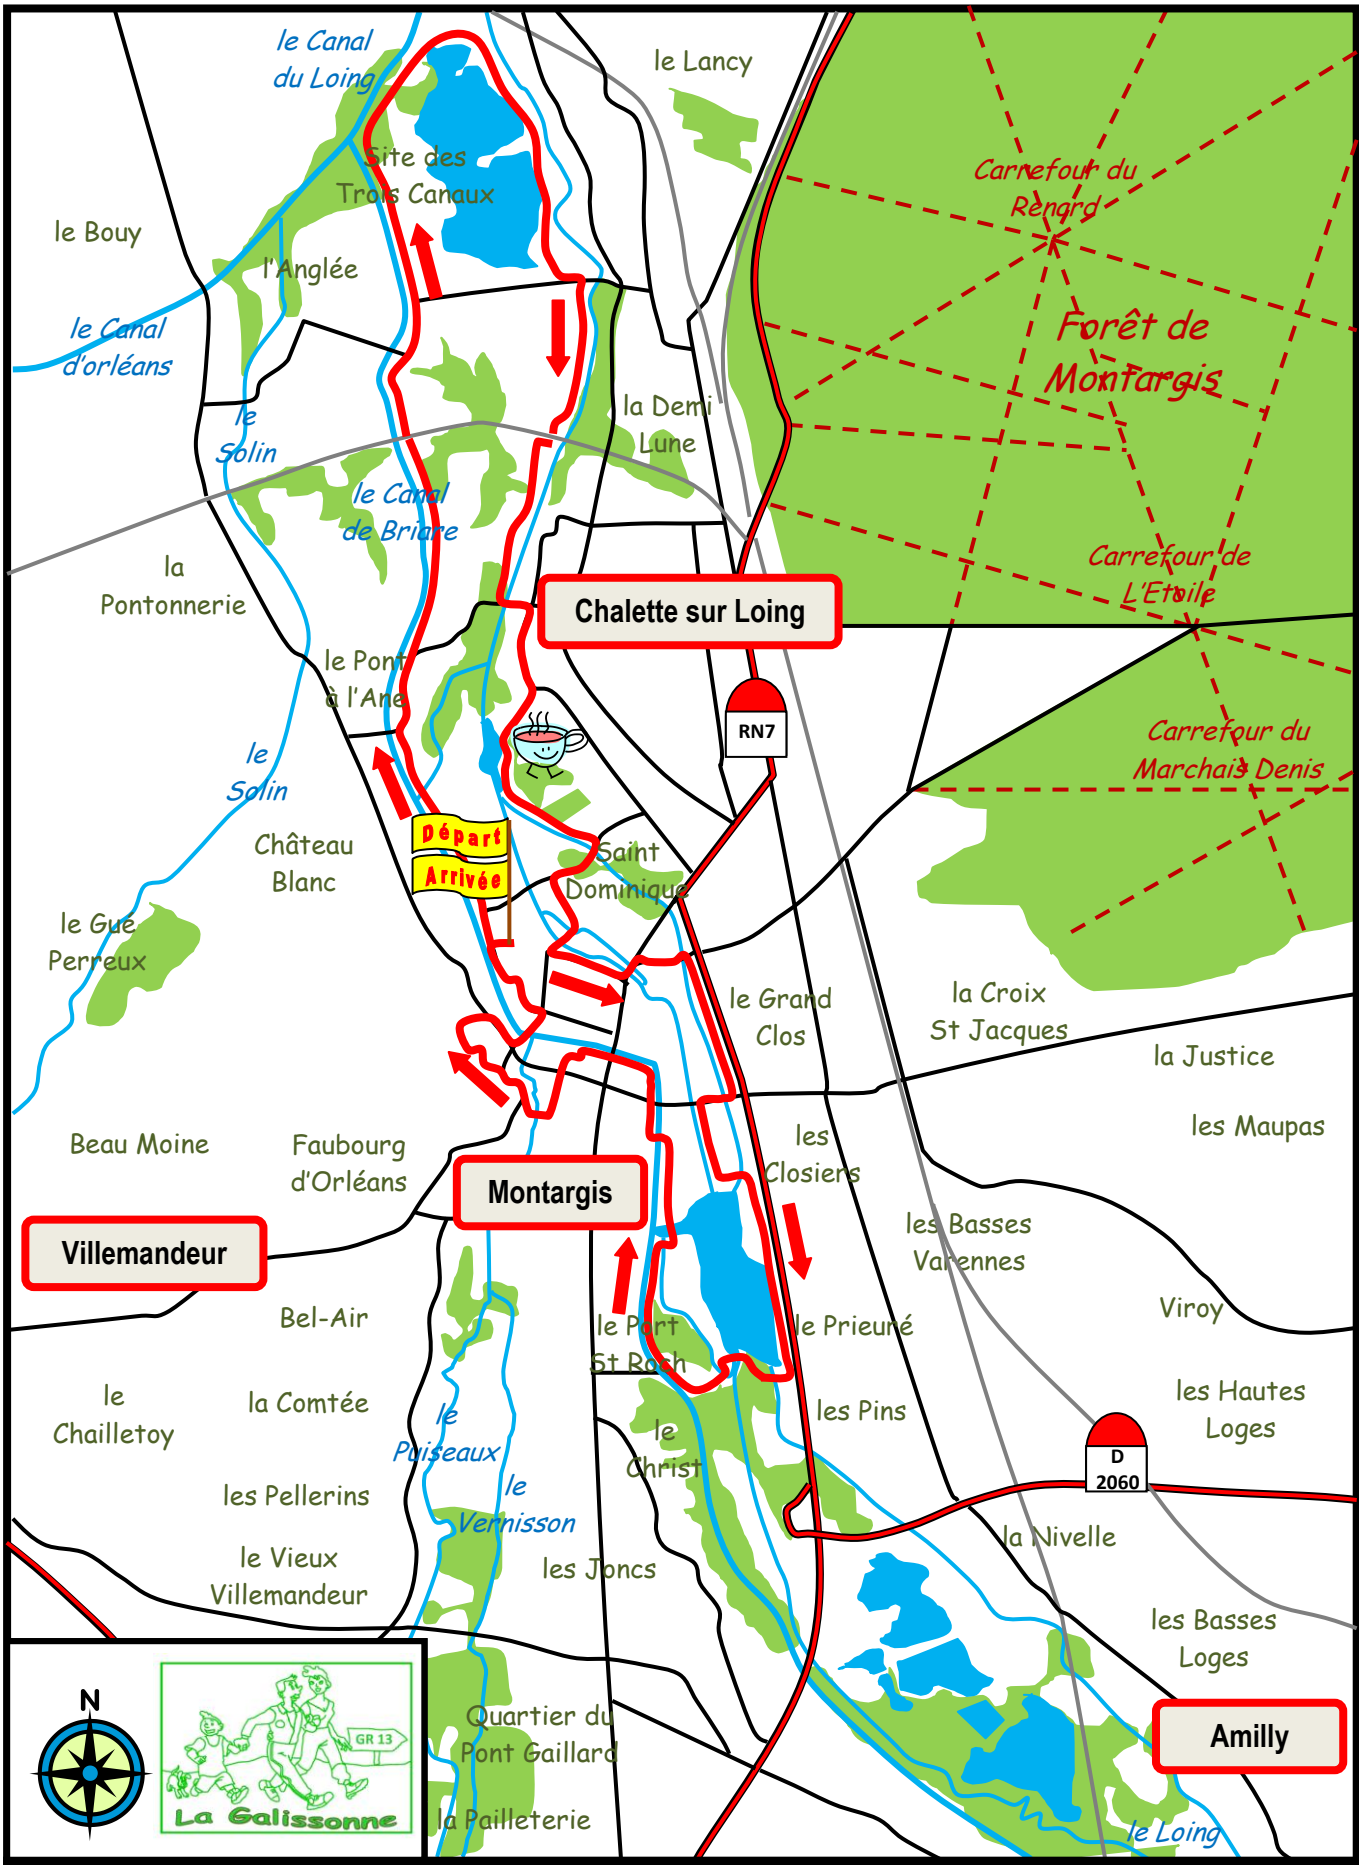 le Canal
du Loing
le Lancy
Site des
Trois Canaux
Carrefour du
Renard
le Bouy
l'Anglée
le Canal
d'orléans
Forêt de
Montargis
la Demi
Lune
le
Solin
le Canal
de Briare
la
Pontonnerie
Carrefour de
L'Etoile
Chalette sur Loing
le Pont
à l'Ane
RN7
Carrefour du
Marchais Denis
le
Solin
Château
Blanc
Départ
Arrivée
Saint
Dominique
le Gué
Perreux
le Grand
Clos
la Croix
St Jacques
la Justice
les Maupas
Beau Moine
Faubourg
d'Orléans
les
Closiers
Montargis
Villemandeur
les Basses
Varennes
Bel-Air
le Port
St Roch
le Prieuré
Viroy
le
Chailletoy
la Comtée
le
Puiseaux
le
Christ
les Pins
les Hautes
Loges
D
2060
les Pellerins
le
Vernisson
la Nivelle
le Vieux
Villemandeur
les Joncs
les Basses
Loges
N
GR 13
La Galissonne
Quartier du
Pont Gaillard
Amilly
la Pailleterie
le Loing